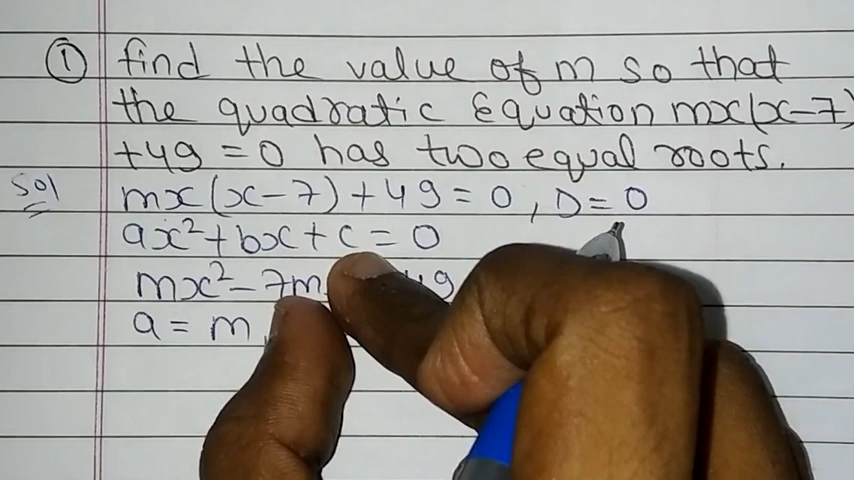 ① find the value of m so that
the quadratic Equation mx(x-7)
+49 = 0 has two equal roots.
Sol mx(x-7) + 49 = 0, D = 0
ax² + bx + c = 0
mx² - 7m 49
a = m